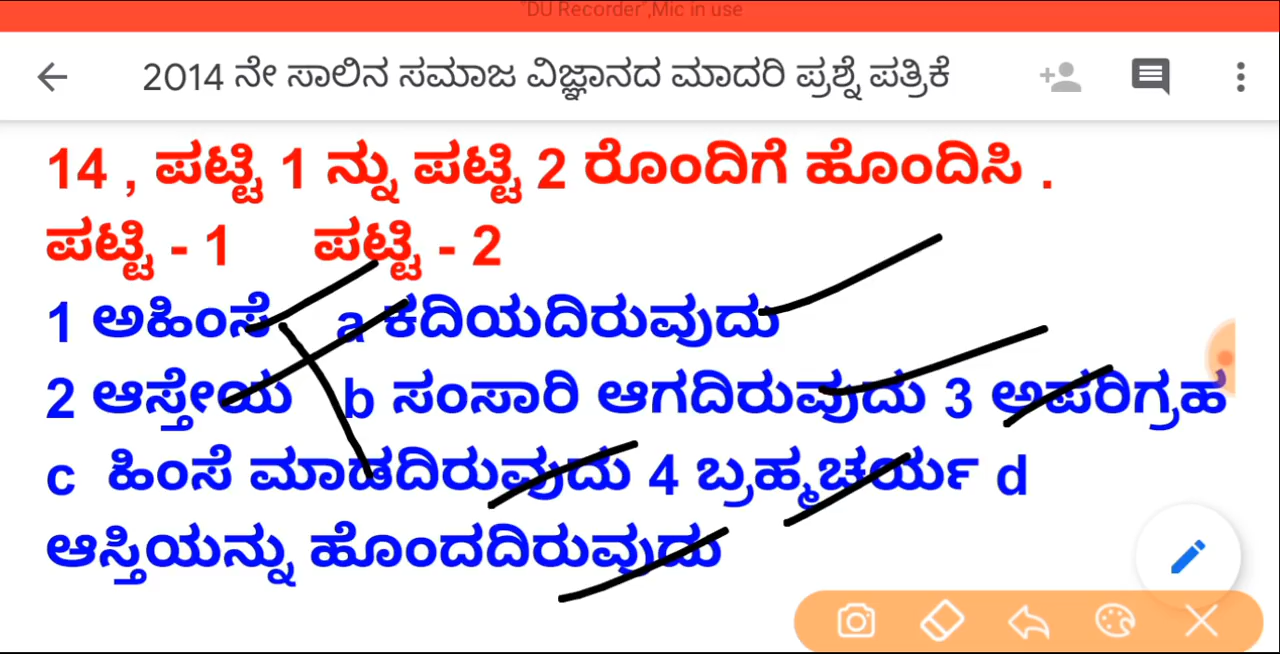 "DU Recorder",Mic in use
2014 ನೇ ಸಾಲಿನ ಸಮಾಜ ವಿಜ್ಞಾನದ ಮಾದರಿ ಪ್ರಶ್ನೆ ಪತ್ರಿಕೆ
14 , ಪಟ್ಟಿ 1 ನ್ನು ಪಟ್ಟಿ 2 ರೊಂದಿಗೆ ಹೊಂದಿಸಿ .
ಪಟ್ಟಿ - 1 ಪಟ್ಟಿ - 2
1 ಅಹಿಂಸೆ a ಕದಿಯದಿರುವುದು
2 ಆಸ್ತೇಯ b ಸಂಸಾರಿ ಆಗದಿರುವುದು 3 ಅಪರಿಗ್ರಹ
c ಹಿಂಸೆ ಮಾಡದಿರುವುದು 4 ಬ್ರಹ್ಮಚರ್ಯ d
ಆಸ್ತಿಯನ್ನು ಹೊಂದದಿರುವುದು